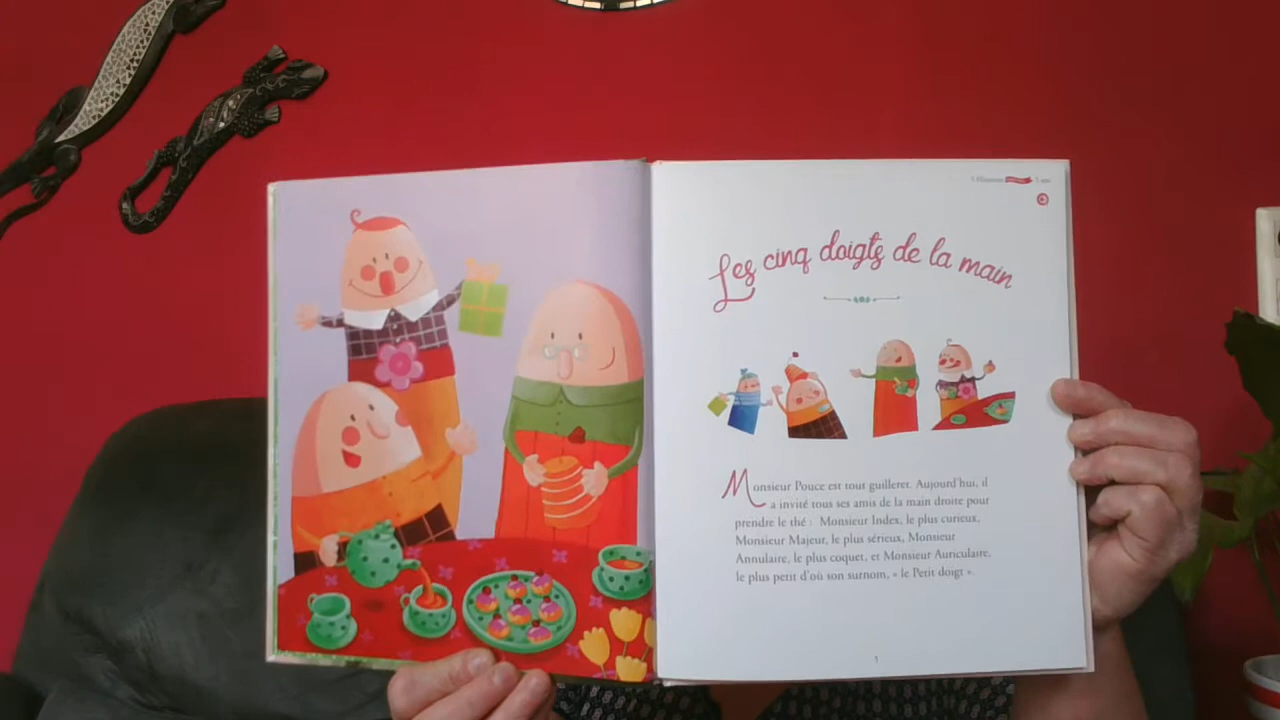 Les cinq doigts de la main
Monsieur Pouce est tout guilleret. Aujourd'hui, il
a invité tous ses amis de la main droite pour
prendre le thé : Monsieur Index, le plus curieux,
Monsieur Majeur, le plus sérieux, Monsieur
Annulaire, le plus coquet, et Monsieur Auriculaire,
le plus petit d'où son surnom, « le Petit doigt ».